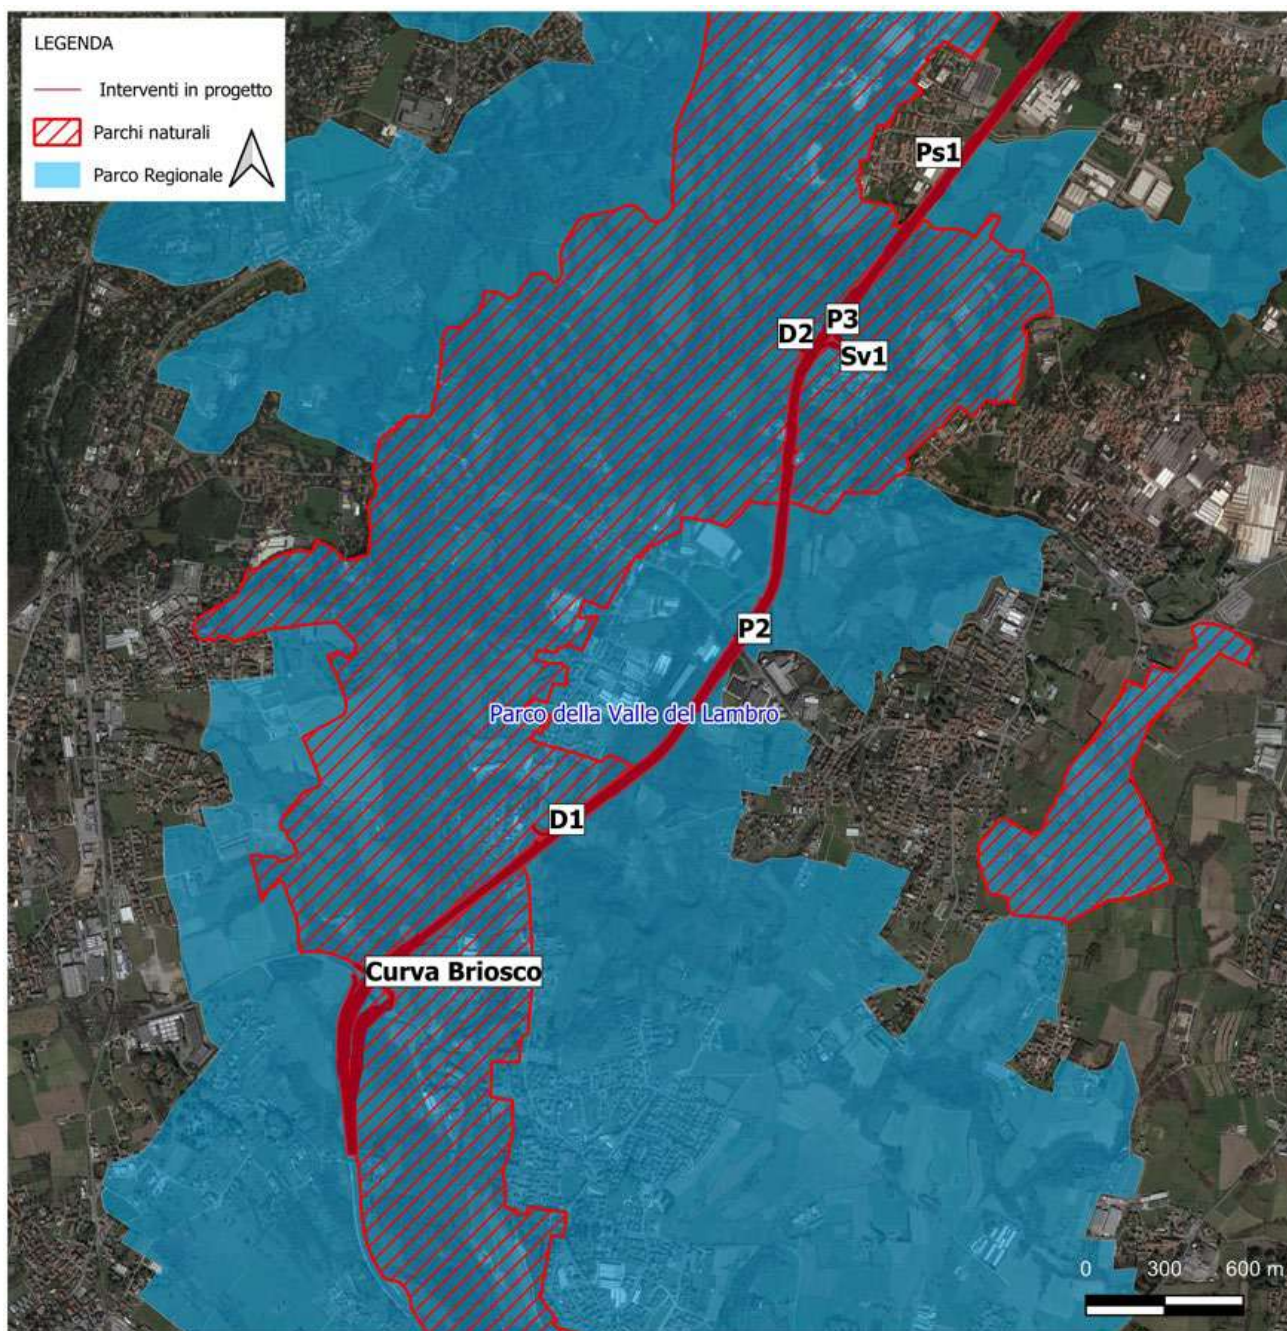 LEGENDA
Interventi in progetto
Parchi naturali
Parco Regionale
Ps1
P3
D2
Sv1
P2
Parco della Valle del Lambro
D1
Curva Briosco
0 300 600 m